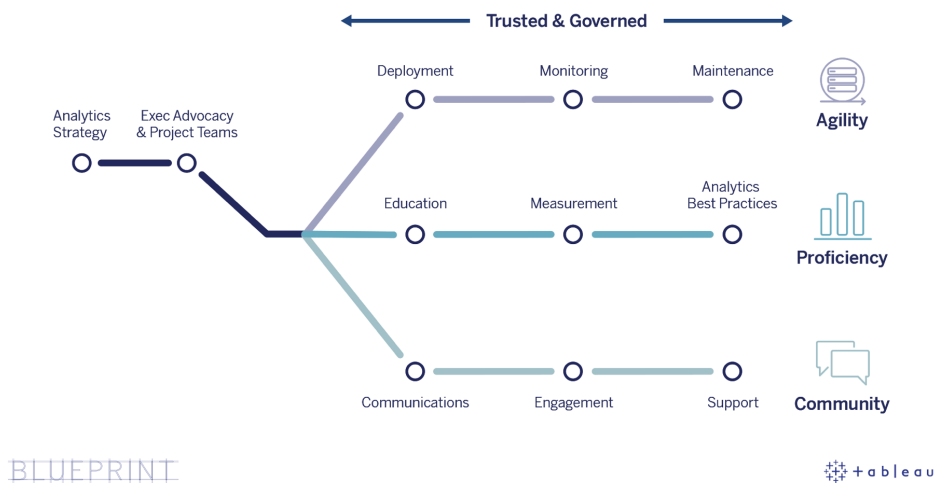 Trusted & Governed
Deployment
Monitoring
Maintenance
Agility
Analytics
Strategy
Exec Advocacy
& Project Teams
Education
Measurement
Analytics
Best Practices
Proficiency
Communications
Engagement
Support
Community
BLUEPRINT
+ a b | e a u